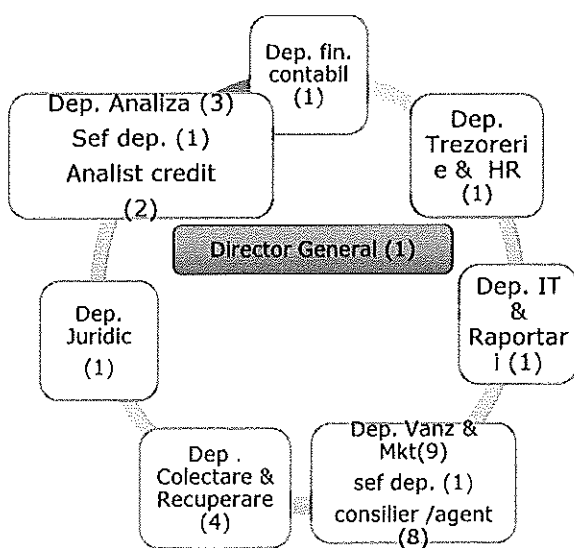 Dep. fin.
contabil
(1)
Dep. Analiza (3)
Sef dep. (1)
Analist credit
(2)
Dep.
Trezoreri
e & HR
(1)
Director General (1)
Dep.
Juridic
(1)
Dep. IT
&
Raportar
i (1)
Dep .
Colectare &
Recuperare
(4)
Dep. Vanz &
Mkt(9)
sef dep. (1)
consilier /agent
(8)